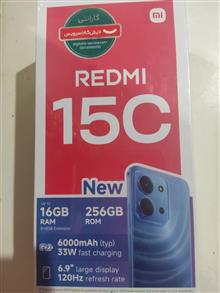 گارانتی
mi
REDMI
15C
New
Up to
16GB
RAM
256GB
ROM
6000mAh (typ)
33W fast charging
6.9" large display
120Hz refresh rate